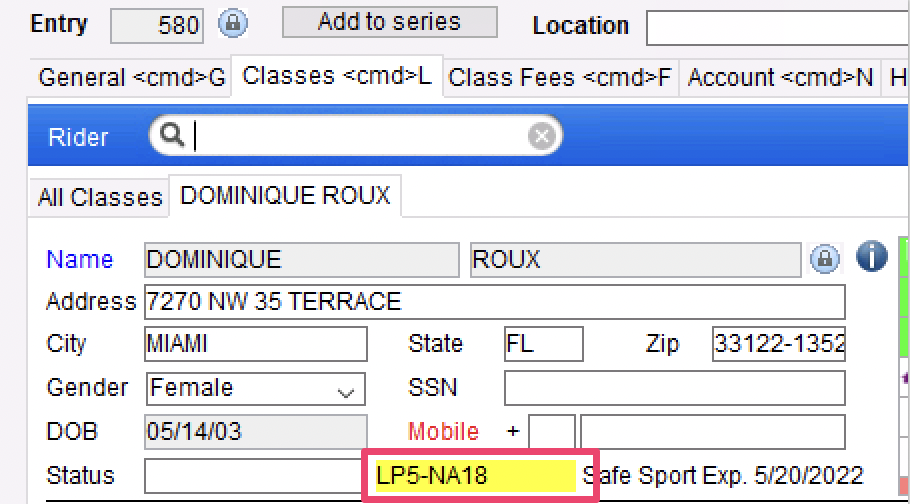 Entry 580 Add to series Location
General <cmd>G Classes <cmd>L Class Fees <cmd>F Account <cmd>N H
Rider
All Classes DOMINIQUE ROUX
Name DOMINIQUE ROUX
Address 7270 NW 35 TERRACE
City MIAMI State FL Zip 33122-1352
Gender Female SSN
DOB 05/14/03 Mobile +
Status LP5-NA18 Safe Sport Exp. 5/20/2022